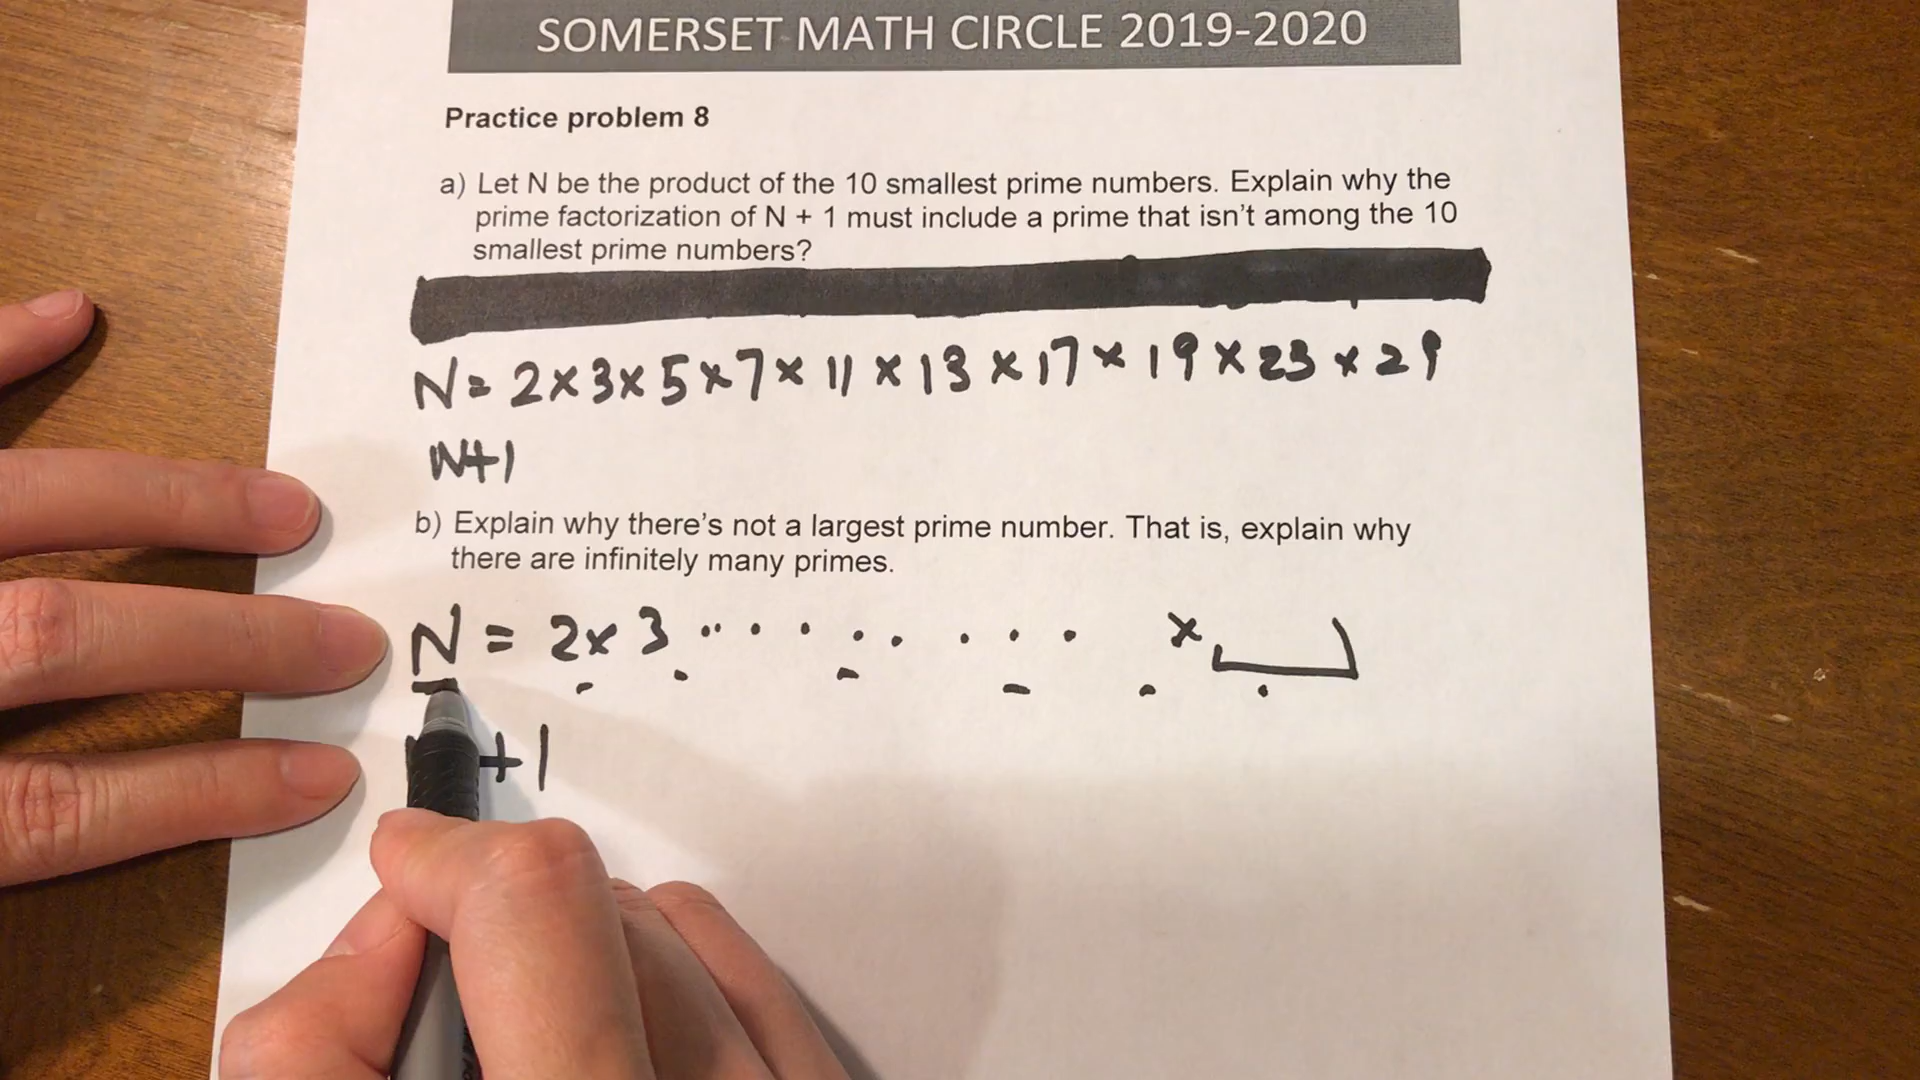 SOMERSET MATH CIRCLE 2019-2020
Practice problem 8
a) Let N be the product of the 10 smallest prime numbers. Explain why the
prime factorization of N + 1 must include a prime that isn't among the 10
smallest prime numbers?
N = 2 × 3 × 5 × 7 × 11 × 13 × 17 × 19 × 23 × 29
N+1
b) Explain why there's not a largest prime number. That is, explain why
there are infinitely many primes.
N = 2 × 3 .......... ×
+1